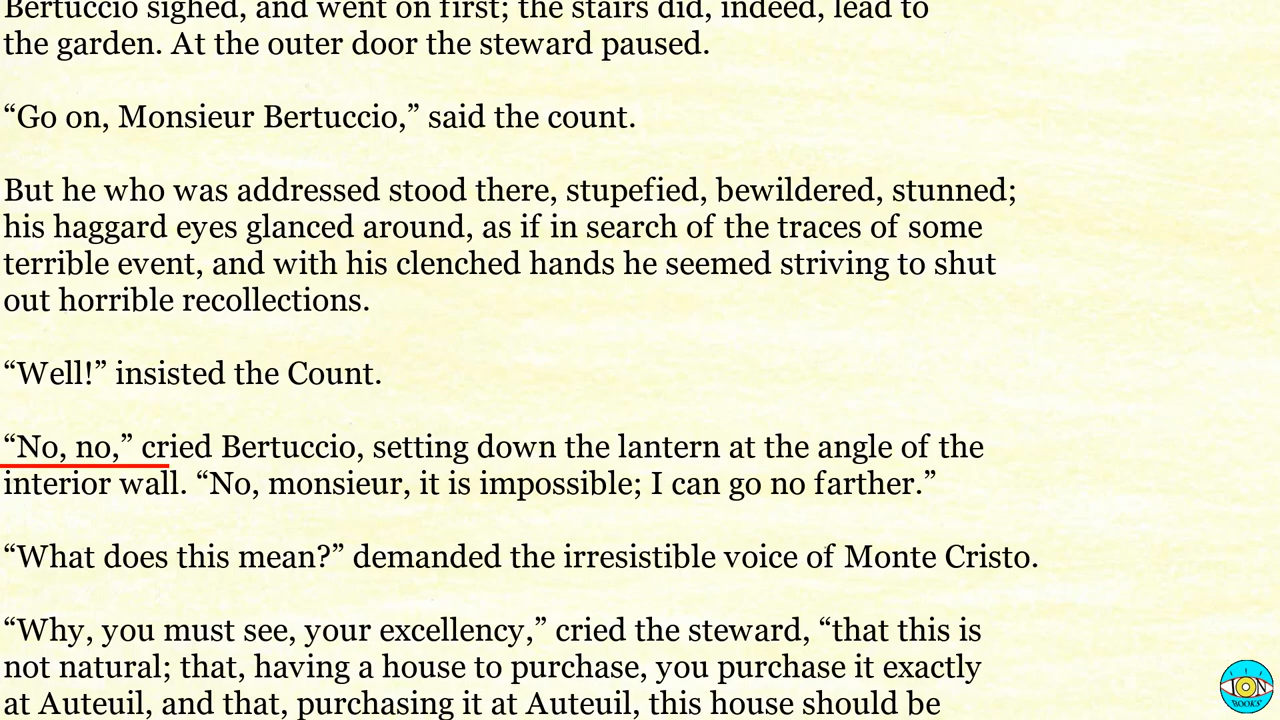 Bertuccio sighed, and went on first; the stairs did, indeed, lead to
the garden. At the outer door the steward paused.
“Go on, Monsieur Bertuccio,” said the count.
But he who was addressed stood there, stupefied, bewildered, stunned;
his haggard eyes glanced around, as if in search of the traces of some
terrible event, and with his clenched hands he seemed striving to shut
out horrible recollections.
“Well!” insisted the Count.
“No, no,” cried Bertuccio, setting down the lantern at the angle of the
interior wall. “No, monsieur, it is impossible; I can go no farther.”
“What does this mean?” demanded the irresistible voice of Monte Cristo.
“Why, you must see, your excellency,” cried the steward, “that this is
not natural; that, having a house to purchase, you purchase it exactly
at Auteuil, and that, purchasing it at Auteuil, this house should be
ION
BOOKS